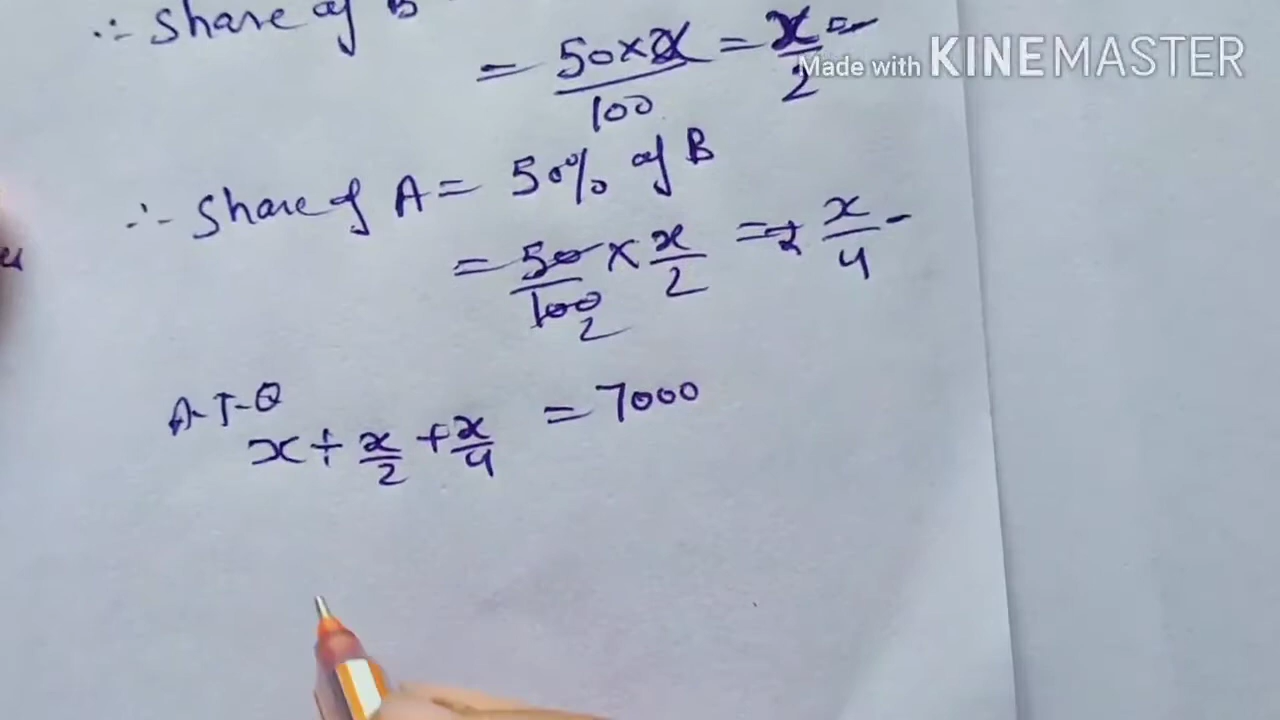 ∴ Share of B
= 50×x/100 = x/2
Made with KINEMASTER
∴ Share of A = 50% of B
= 50/100 × x/2 = x/4
2
A-T-Q
x + x/2 + x/4 = 7000